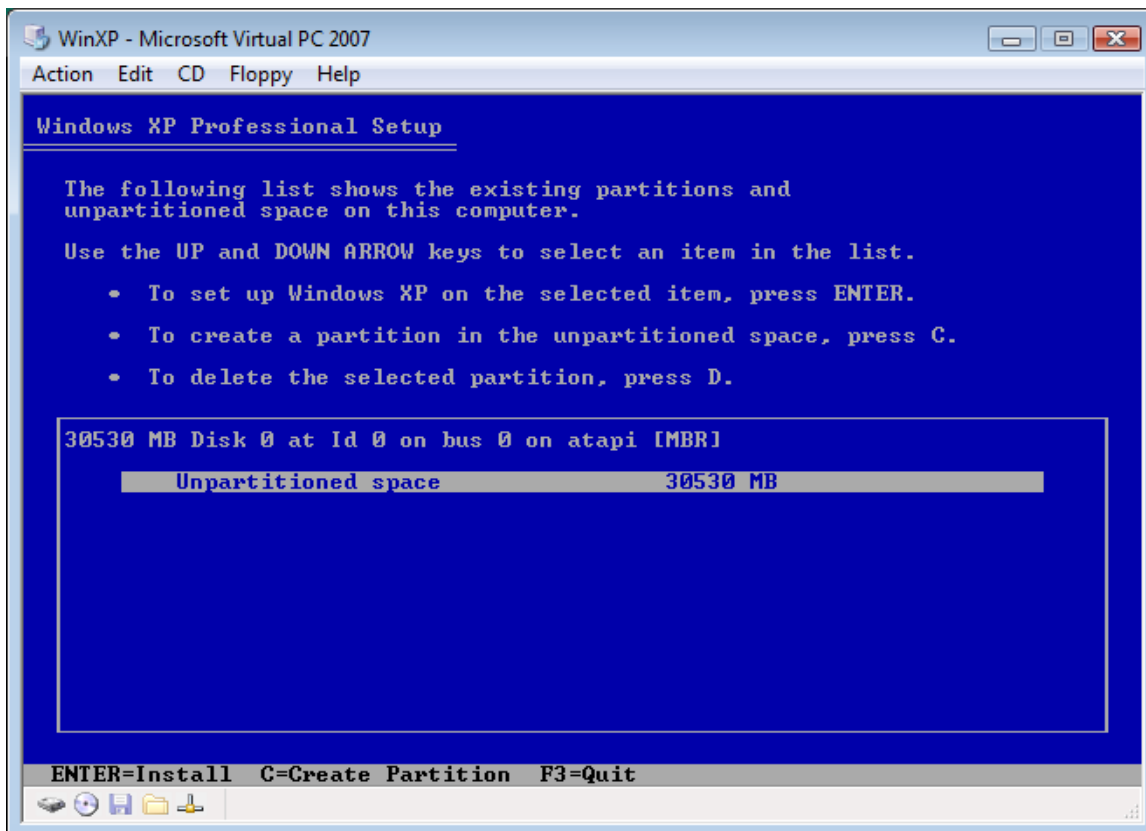 WinXP - Microsoft Virtual PC 2007
Action Edit CD Floppy Help
Windows XP Professional Setup
The following list shows the existing partitions and
unpartitioned space on this computer.
Use the UP and DOWN ARROW keys to select an item in the list.
• To set up Windows XP on the selected item, press ENTER.
• To create a partition in the unpartitioned space, press C.
• To delete the selected partition, press D.
30530 MB Disk 0 at Id 0 on bus 0 on atapi [MBR]
Unpartitioned space 30530 MB
ENTER=Install C=Create Partition F3=Quit